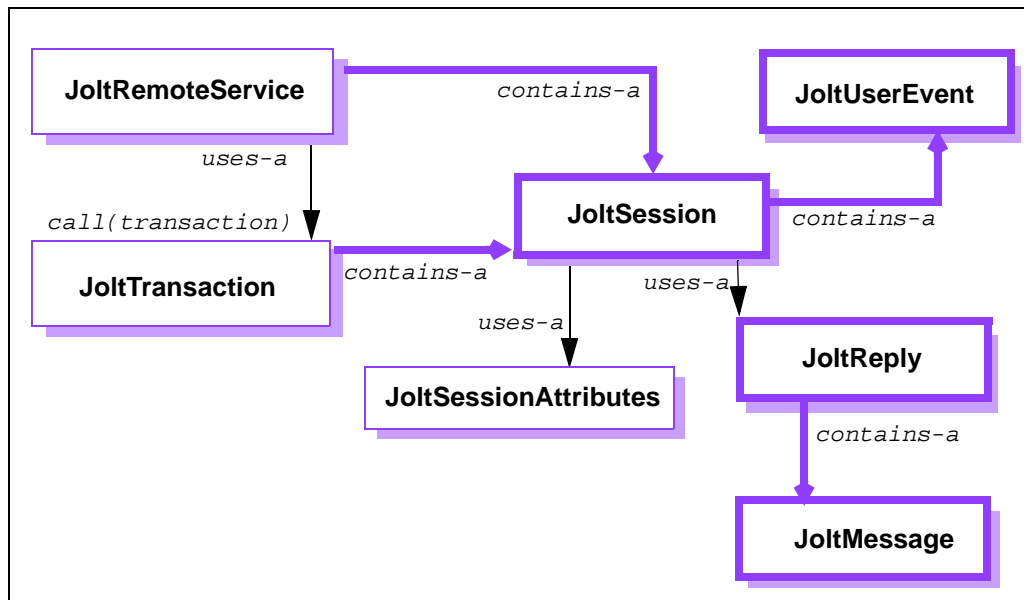 JoltRemoteService
contains-a
JoltUserEvent
uses-a
JoltSession
call(transaction)
contains-a
JoltTransaction
contains-a
uses-a
uses-a
JoltReply
JoltSessionAttributes
contains-a
JoltMessage